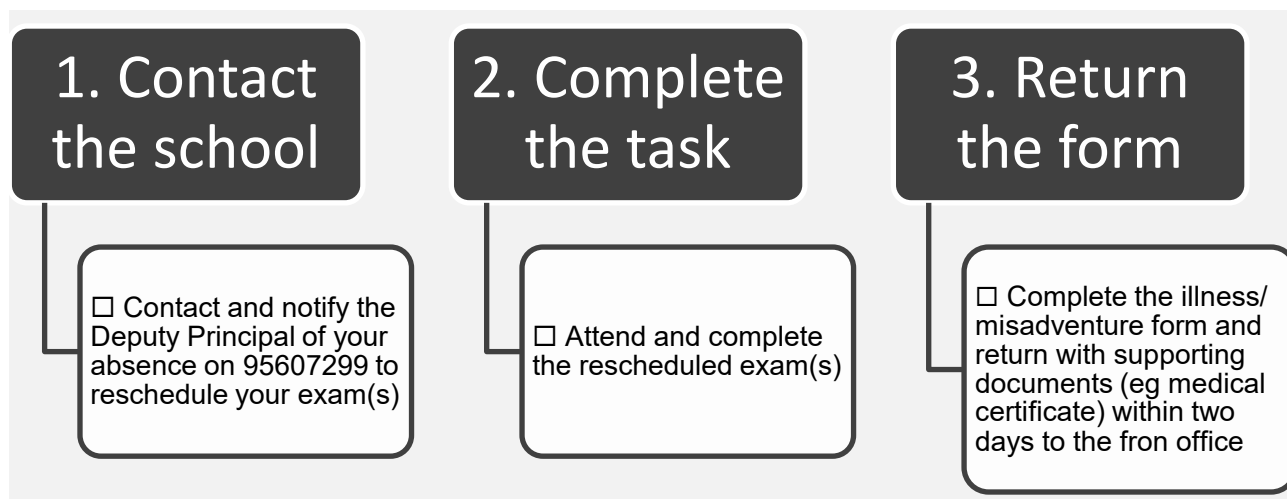 1. Contact
the school
☐ Contact and notify the
Deputy Principal of your
absence on 95607299 to
reschedule your exam(s)
2. Complete
the task
☐ Attend and complete
the rescheduled exam(s)
3. Return
the form
☐ Complete the illness/
misadventure form and
return with supporting
documents (eg medical
certificate) within two
days to the fron office